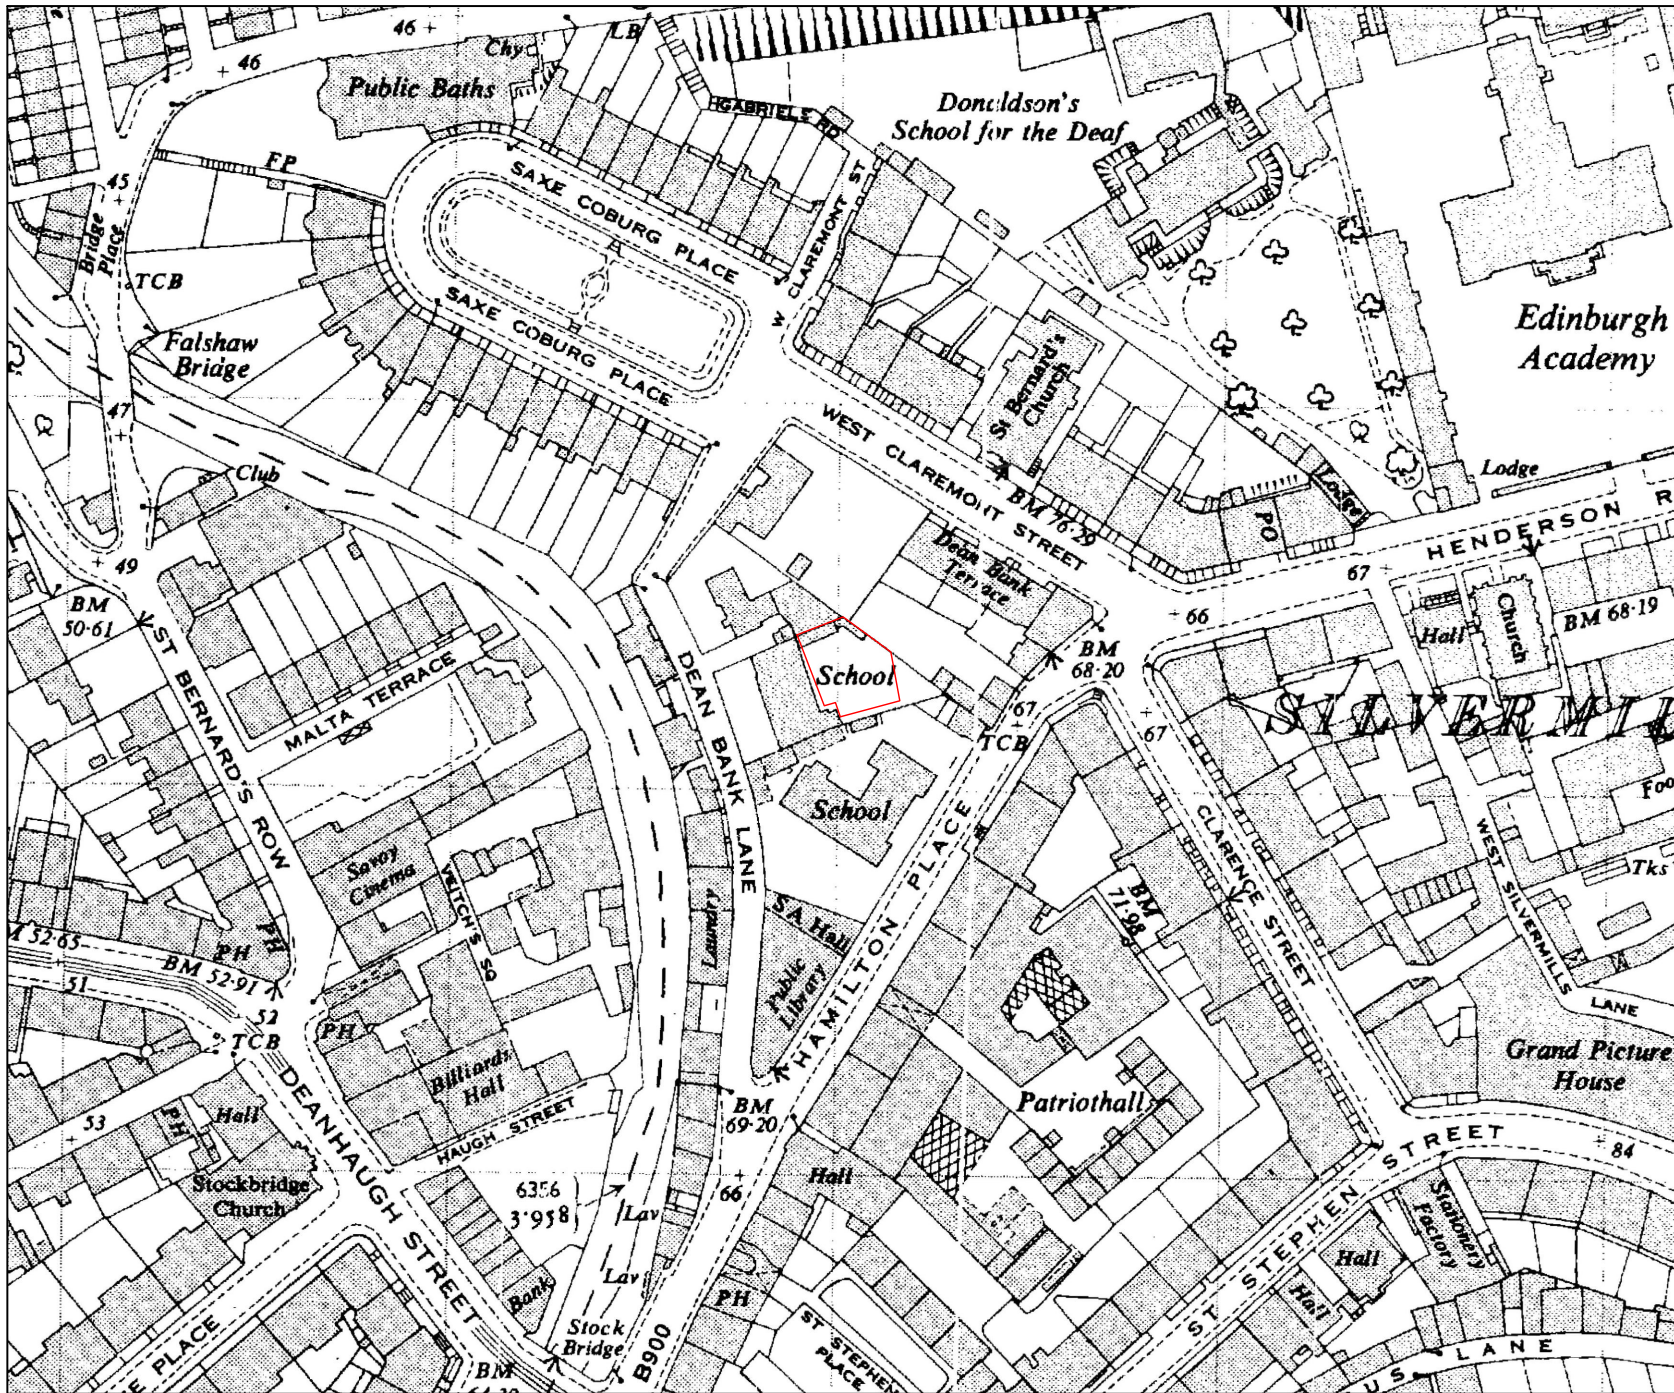 46
LB
Chy
46
Public Baths
GABRIELS RD
Donaldson's
School for the Deaf
FP
SAXE COBURG PLACE
W CLAREMONT ST
45
Bridge
Place
TCB
SAXE COBURG PLACE
Falshaw
Bridge
St Bernard's
Church
Edinburgh
Academy
47
WEST CLAREMONT STREET
Club
BM 76·29
Lodge
Lodge
PO
HENDERSON R
49
Dean Bank
Terrace
67
66
BM
50·61
BM
68·20
Hall
Church
BM 68·19
ST BERNARD'S ROW
MALTA TERRACE
DEAN BANK LANE
School
67
TCB
67
SILVERMIL
School
HAMILTON PLACE
CLARENCE STREET
WEST SILVERMILLS
LANE
Foo
Tks
Savoy
Cinema
VEITCH'S SQ
Laundry
S.A. Hall
BM
71·98
Public
Library
PH
PH
M 52·65
BM 52·91
51
52
TCB
PH
Billiards
Hall
Grand Picture
House
Patriothall
53
PH
Hall
DEANHAUGH STREET
HAUGH STREET
BM
69·20
Stockbridge
Church
6356
3·958
Lav
66
Hall
ST STEPHEN STREET
84
Stationery
Factory
Hall
Hall
Bank
Lav
PH
Stock
Bridge
B900
ST STEPHEN
PLACE
E PLACE
BM
US LANE